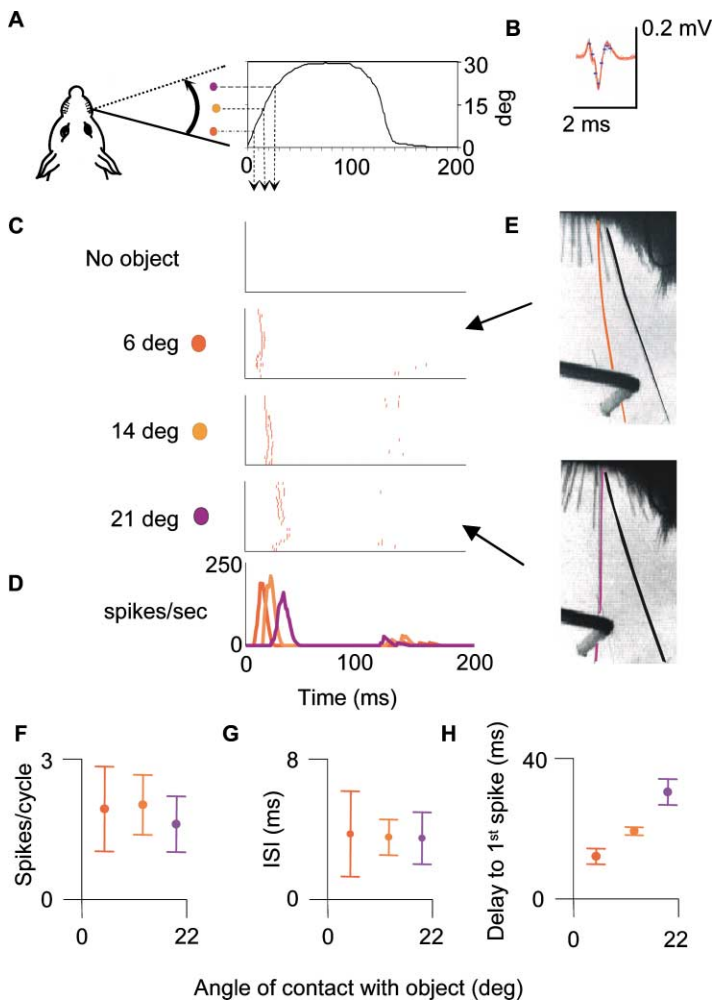 A
30
15
0
deg
0
100
200
B
0.2 mV
2 ms
C
No object
6 deg
14 deg
21 deg
E
D
250
spikes/sec
0
0
100
200
Time (ms)
F
3
Spikes/cycle
0
0
22
G
8
ISI (ms)
0
0
22
H
40
Delay to 1st spike (ms)
0
0
22
Angle of contact with object (deg)